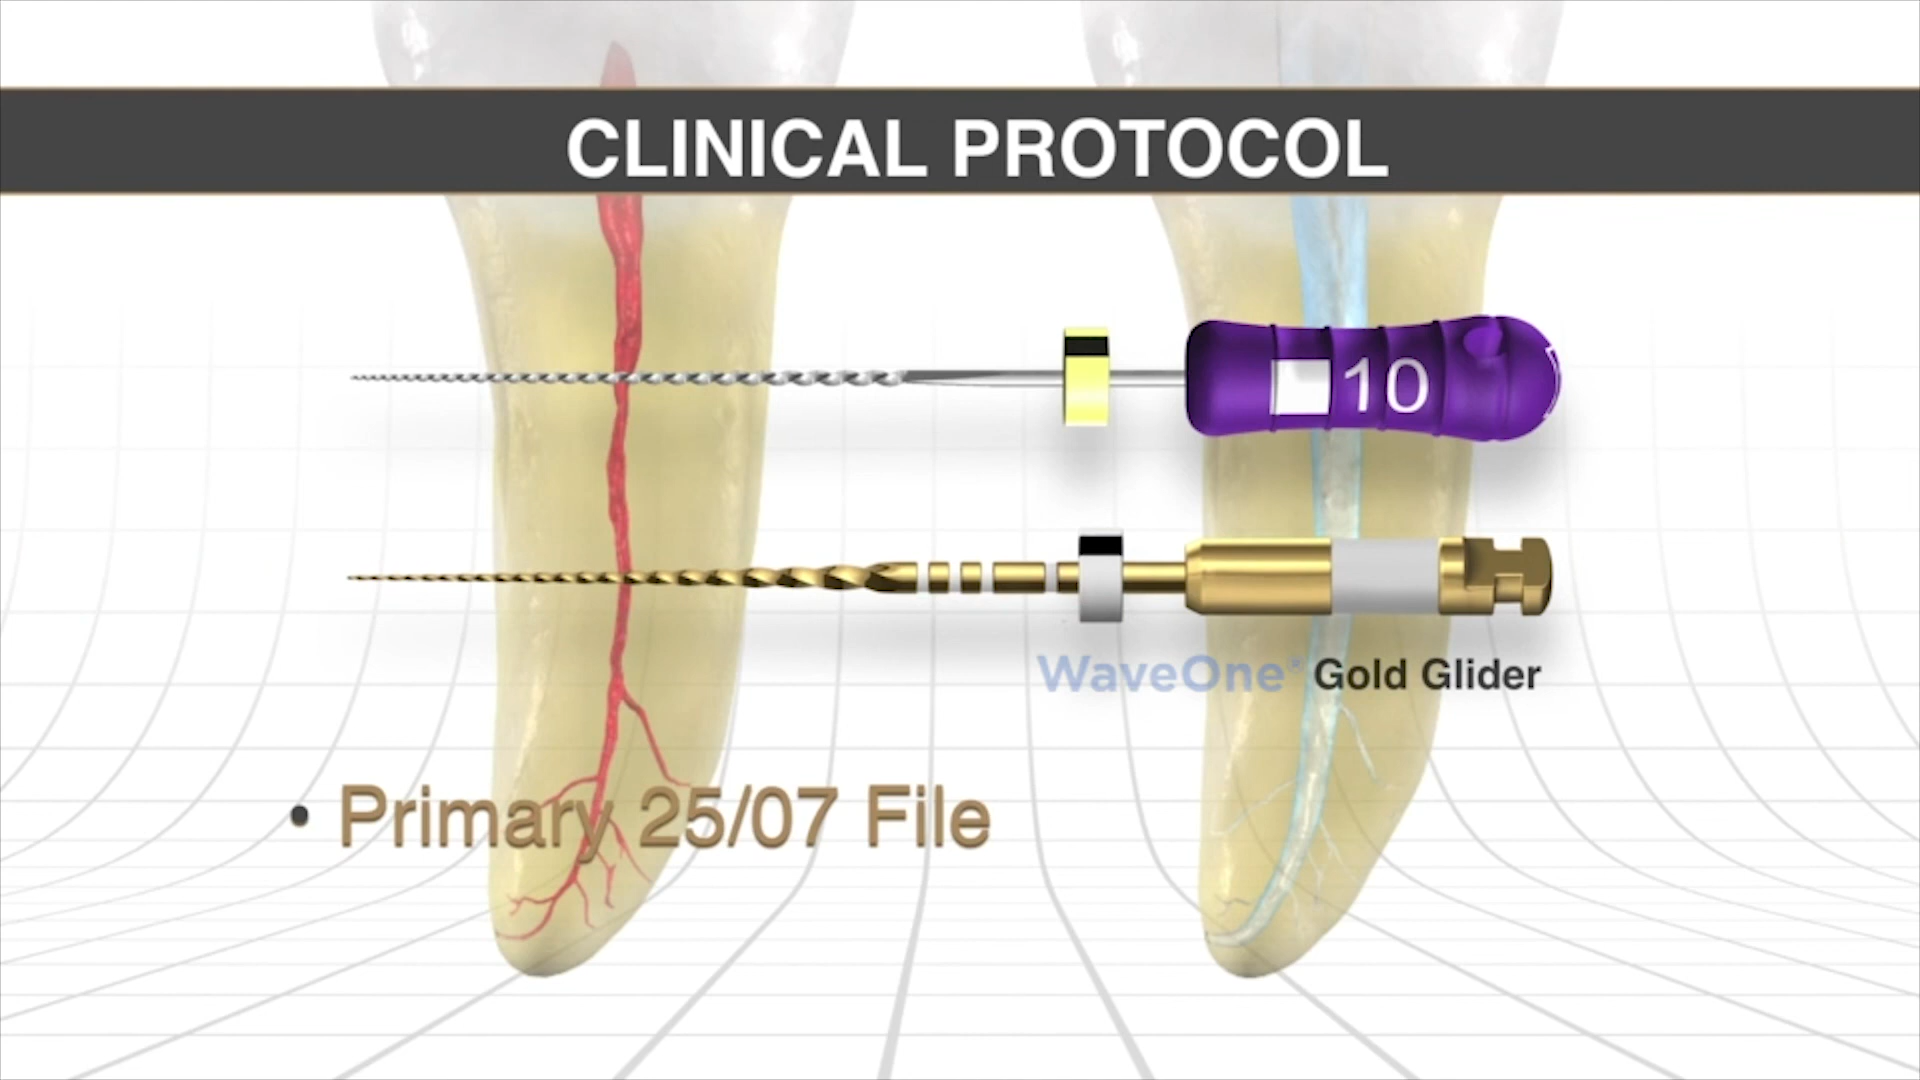 CLINICAL PROTOCOL
10
WaveOne® Gold Glider
• Primary 25/07 File